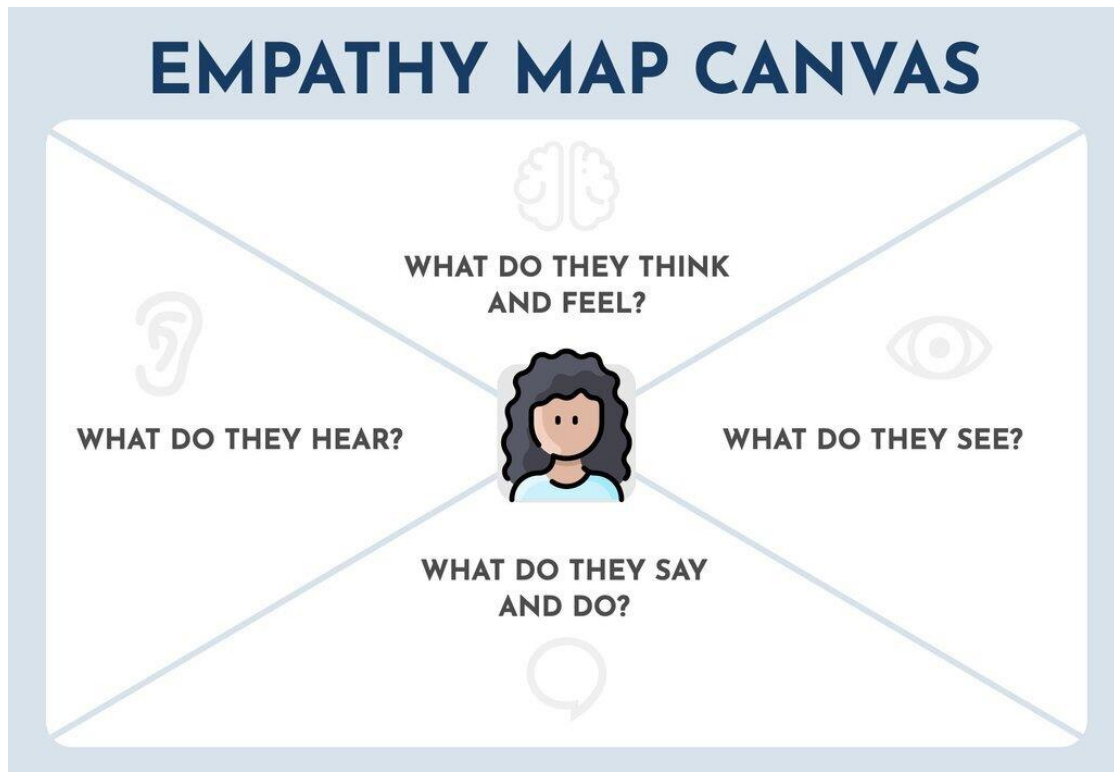 EMPATHY MAP CANVAS
WHAT DO THEY THINK
AND FEEL?
WHAT DO THEY HEAR?
WHAT DO THEY SEE?
WHAT DO THEY SAY
AND DO?